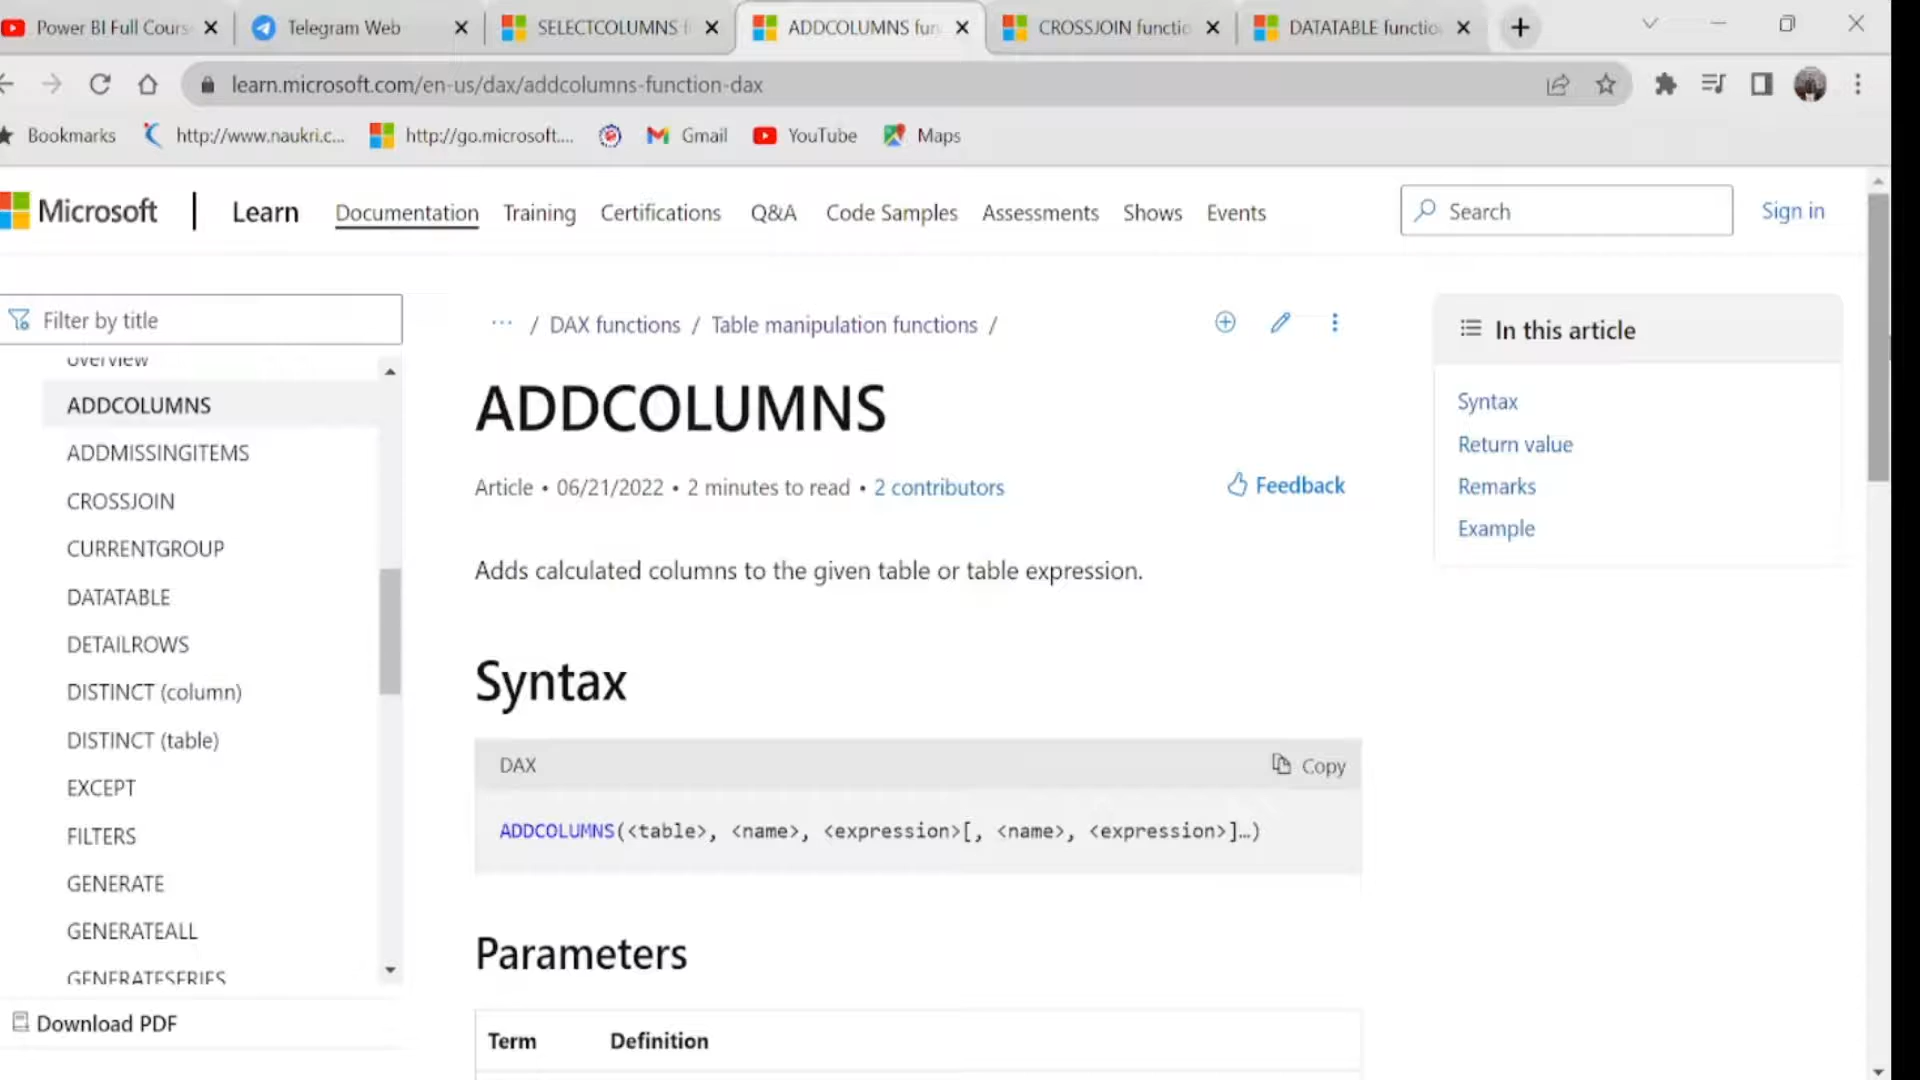 Power BI Full Cours
Telegram Web
SELECTCOLUMNS f
ADDCOLUMNS fun
CROSSJOIN functio
DATATABLE functio
learn.microsoft.com/en-us/dax/addcolumns-function-dax
Bookmarks
http://www.naukri.c...
http://go.microsoft....
Gmail
YouTube
Maps
Microsoft
Learn
Documentation
Training
Certifications
Q&A
Code Samples
Assessments
Shows
Events
Search
Sign in
Filter by title
overview
ADDCOLUMNS
ADDMISSINGITEMS
CROSSJOIN
CURRENTGROUP
DATATABLE
DETAILROWS
DISTINCT (column)
DISTINCT (table)
EXCEPT
FILTERS
GENERATE
GENERATEALL
GENERATESERIES
Download PDF
··· / DAX functions / Table manipulation functions /
ADDCOLUMNS
Article • 06/21/2022 • 2 minutes to read • 2 contributors
Feedback
Adds calculated columns to the given table or table expression.
Syntax
DAX
Copy
ADDCOLUMNS(<table>, <name>, <expression>[, <name>, <expression>]…)
Parameters
Term Definition
In this article
Syntax
Return value
Remarks
Example